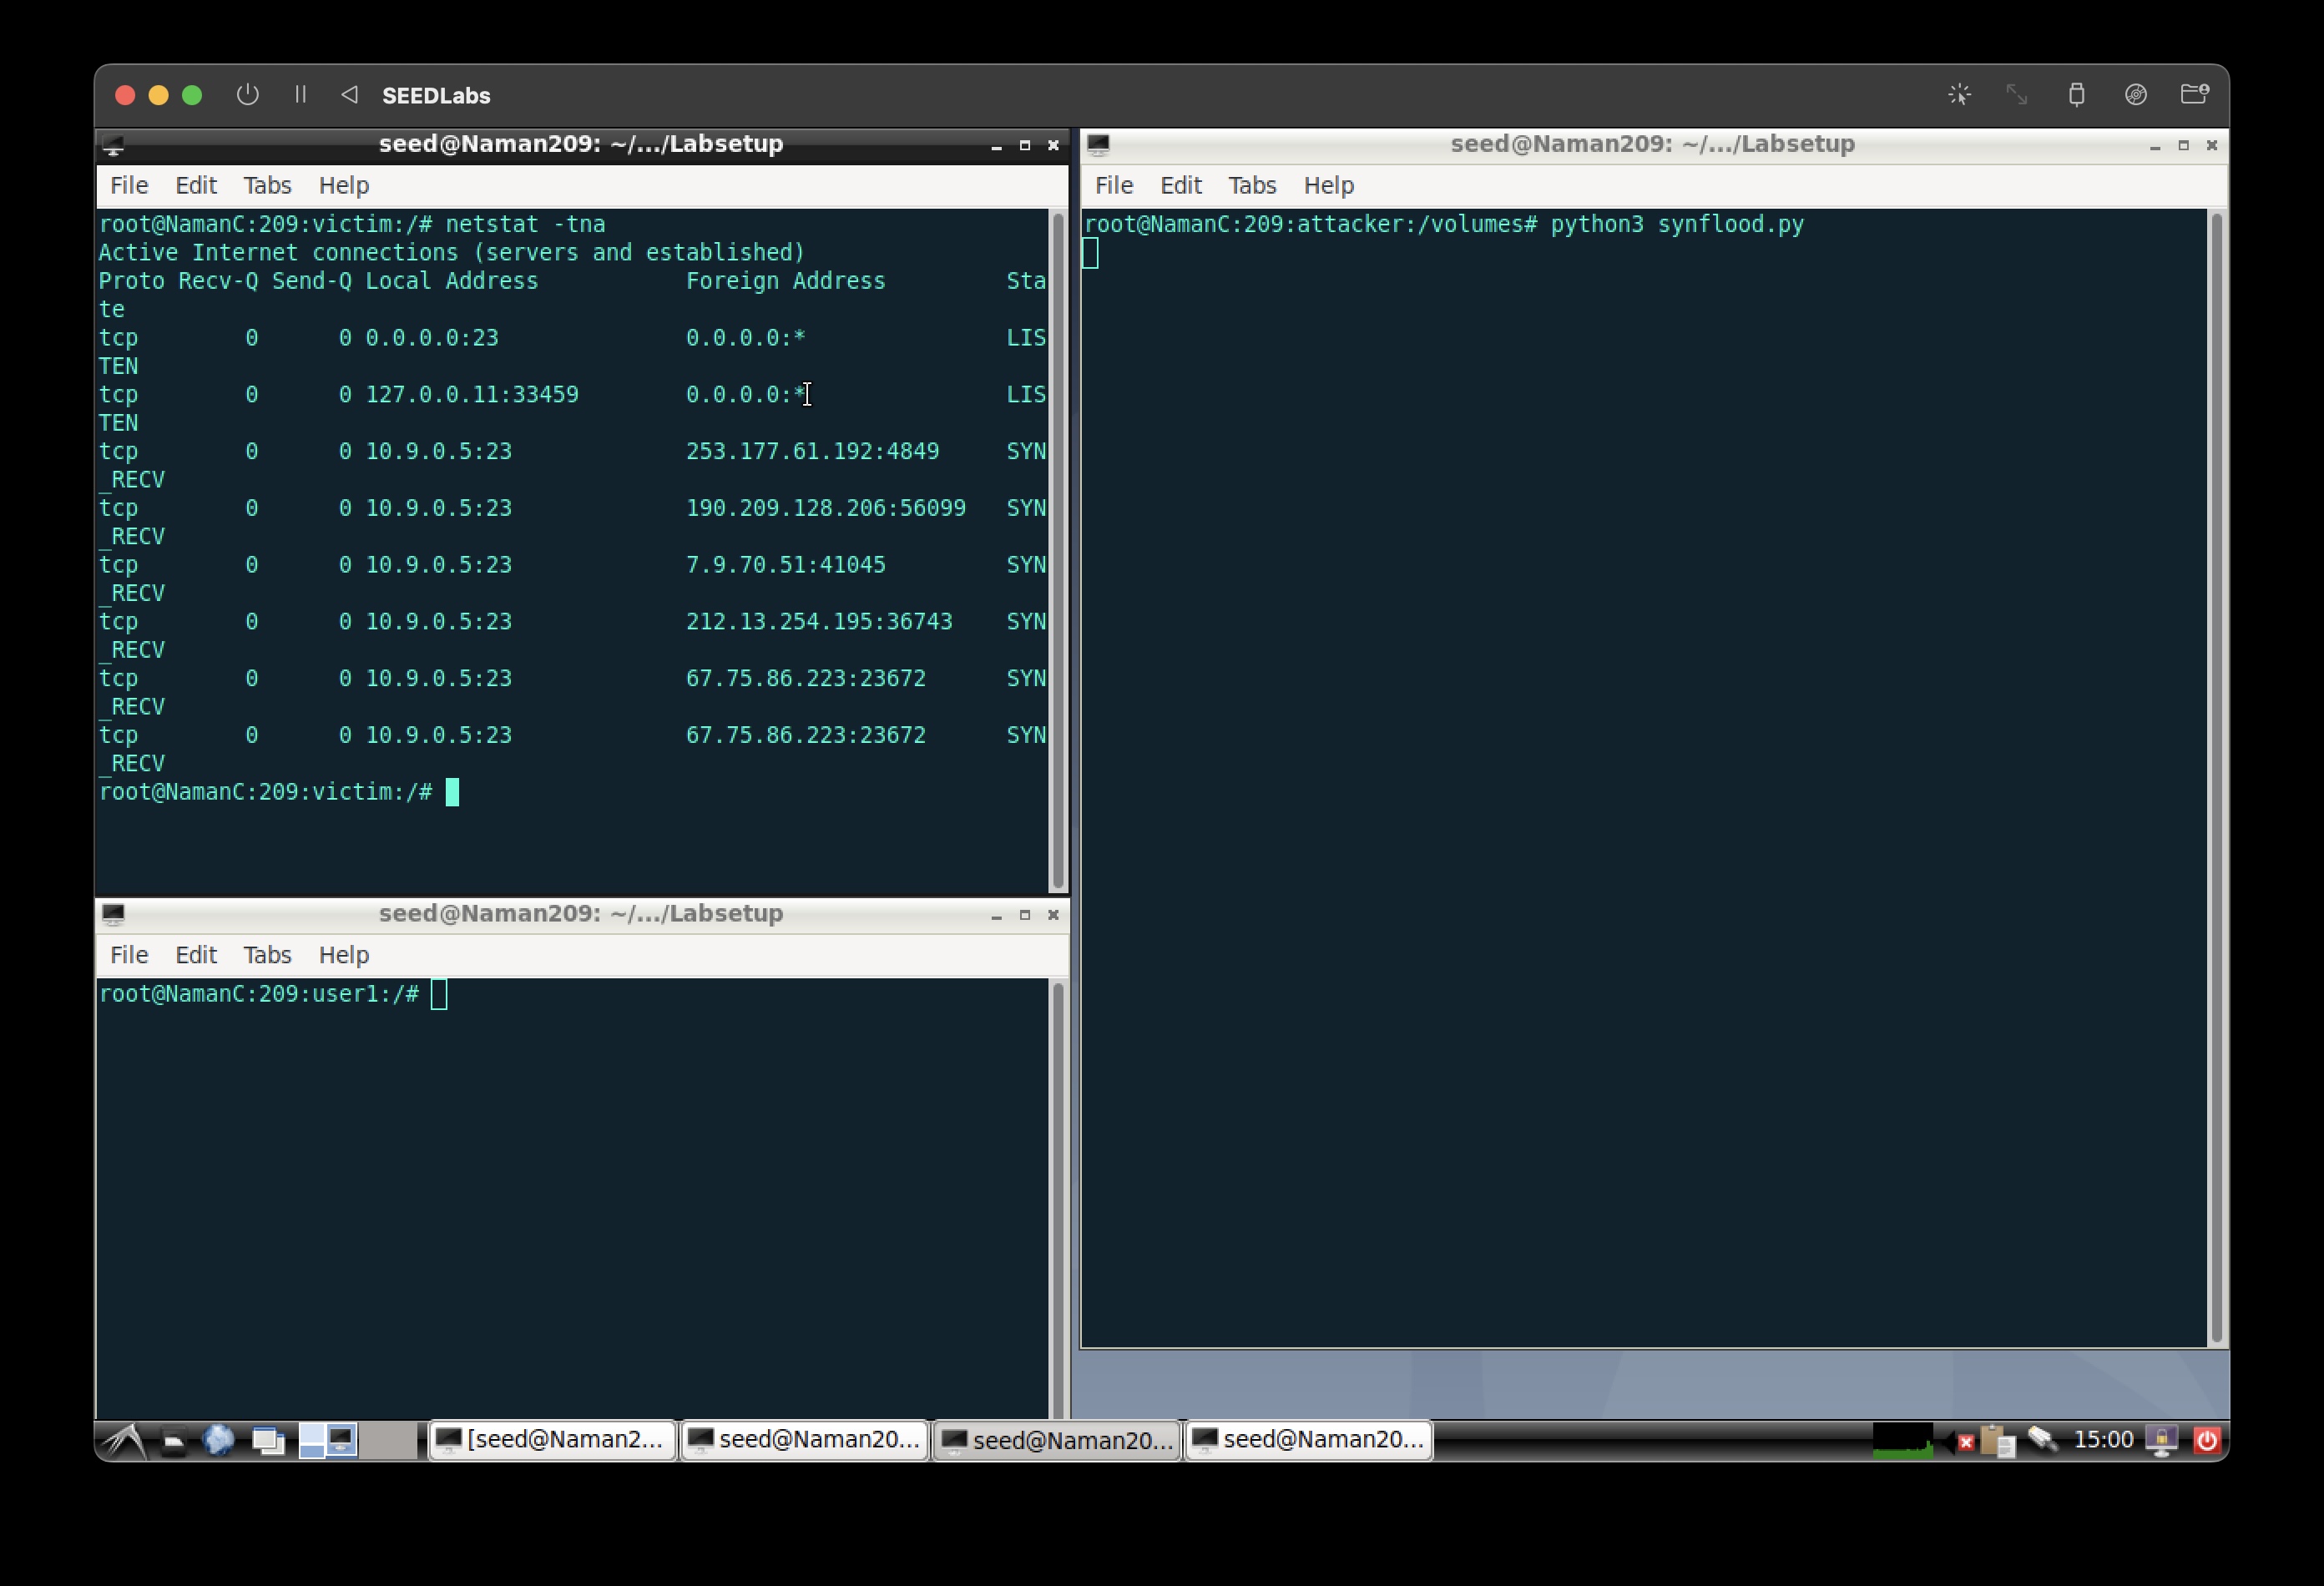 SEEDLabs
seed@Naman209: ~/.../Labsetup
File Edit Tabs Help
root@NamanC:209:victim:/# netstat -tna
Active Internet connections (servers and established)
Proto Recv-Q Send-Q Local Address           Foreign Address         Sta
te
tcp        0      0 0.0.0.0:23              0.0.0.0:*               LIS
TEN
tcp        0      0 127.0.0.11:33459        0.0.0.0:*               LIS
TEN
tcp        0      0 10.9.0.5:23             253.177.61.192:4849     SYN
_RECV
tcp        0      0 10.9.0.5:23             190.209.128.206:56099   SYN
_RECV
tcp        0      0 10.9.0.5:23             7.9.70.51:41045         SYN
_RECV
tcp        0      0 10.9.0.5:23             212.13.254.195:36743    SYN
_RECV
tcp        0      0 10.9.0.5:23             67.75.86.223:23672      SYN
_RECV
tcp        0      0 10.9.0.5:23             67.75.86.223:23672      SYN
_RECV
root@NamanC:209:victim:/#
seed@Naman209: ~/.../Labsetup
File Edit Tabs Help
root@NamanC:209:user1:/#
seed@Naman209: ~/.../Labsetup
File Edit Tabs Help
root@NamanC:209:attacker:/volumes# python3 synflood.py
[seed@Naman2... seed@Naman20... seed@Naman20... seed@Naman20... 15:00